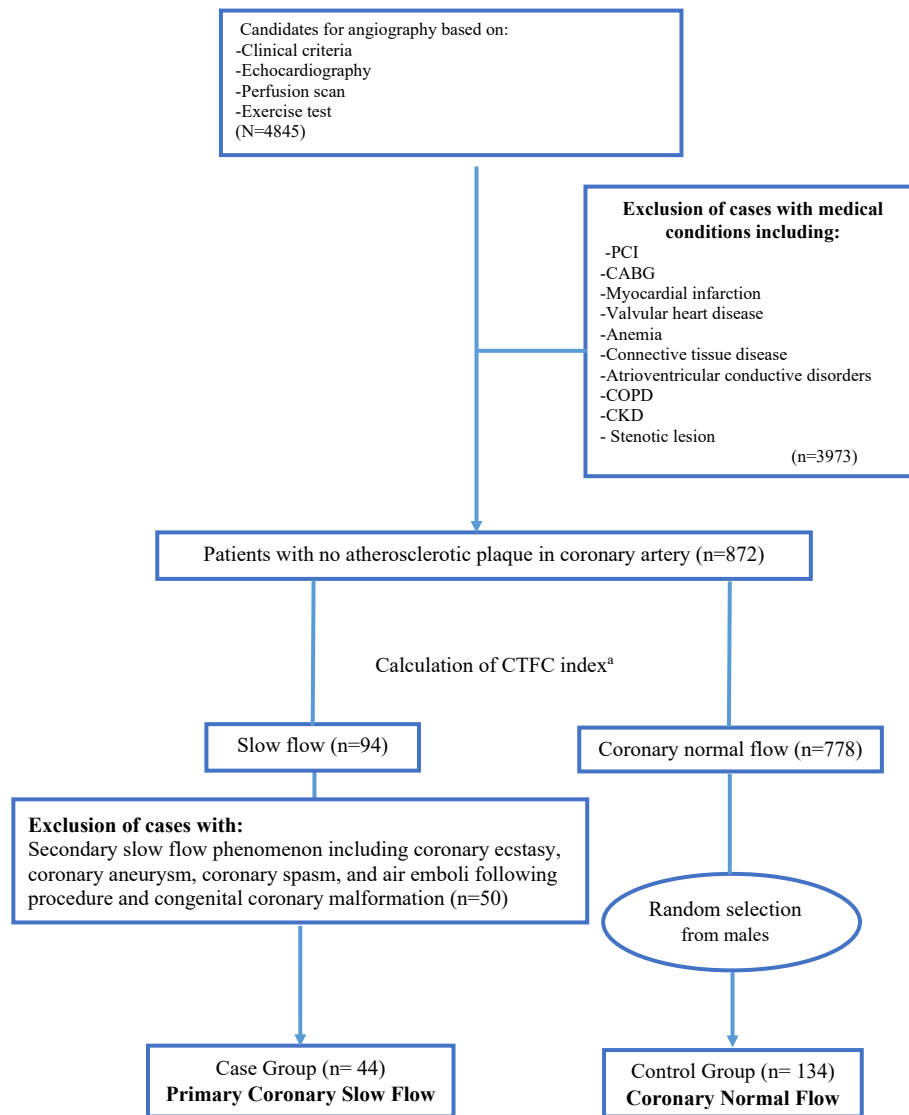 Candidates for angiography based on:
-Clinical criteria
-Echocardiography
-Perfusion scan
-Exercise test
(N=4845)
Exclusion of cases with medical
conditions including:
-PCI
-CABG
-Myocardial infarction
-Valvular heart disease
-Anemia
-Connective tissue disease
-Atrioventricular conductive disorders
-COPD
-CKD
- Stenotic lesion
(n=3973)
Patients with no atherosclerotic plaque in coronary artery (n=872)
Calculation of CTFC indexᵃ
Slow flow (n=94)
Coronary normal flow (n=778)
Exclusion of cases with:
Secondary slow flow phenomenon including coronary ecstasy,
coronary aneurysm, coronary spasm, and air emboli following
procedure and congenital coronary malformation (n=50)
Random selection
from males
Case Group (n= 44)
Primary Coronary Slow Flow
Control Group (n= 134)
Coronary Normal Flow